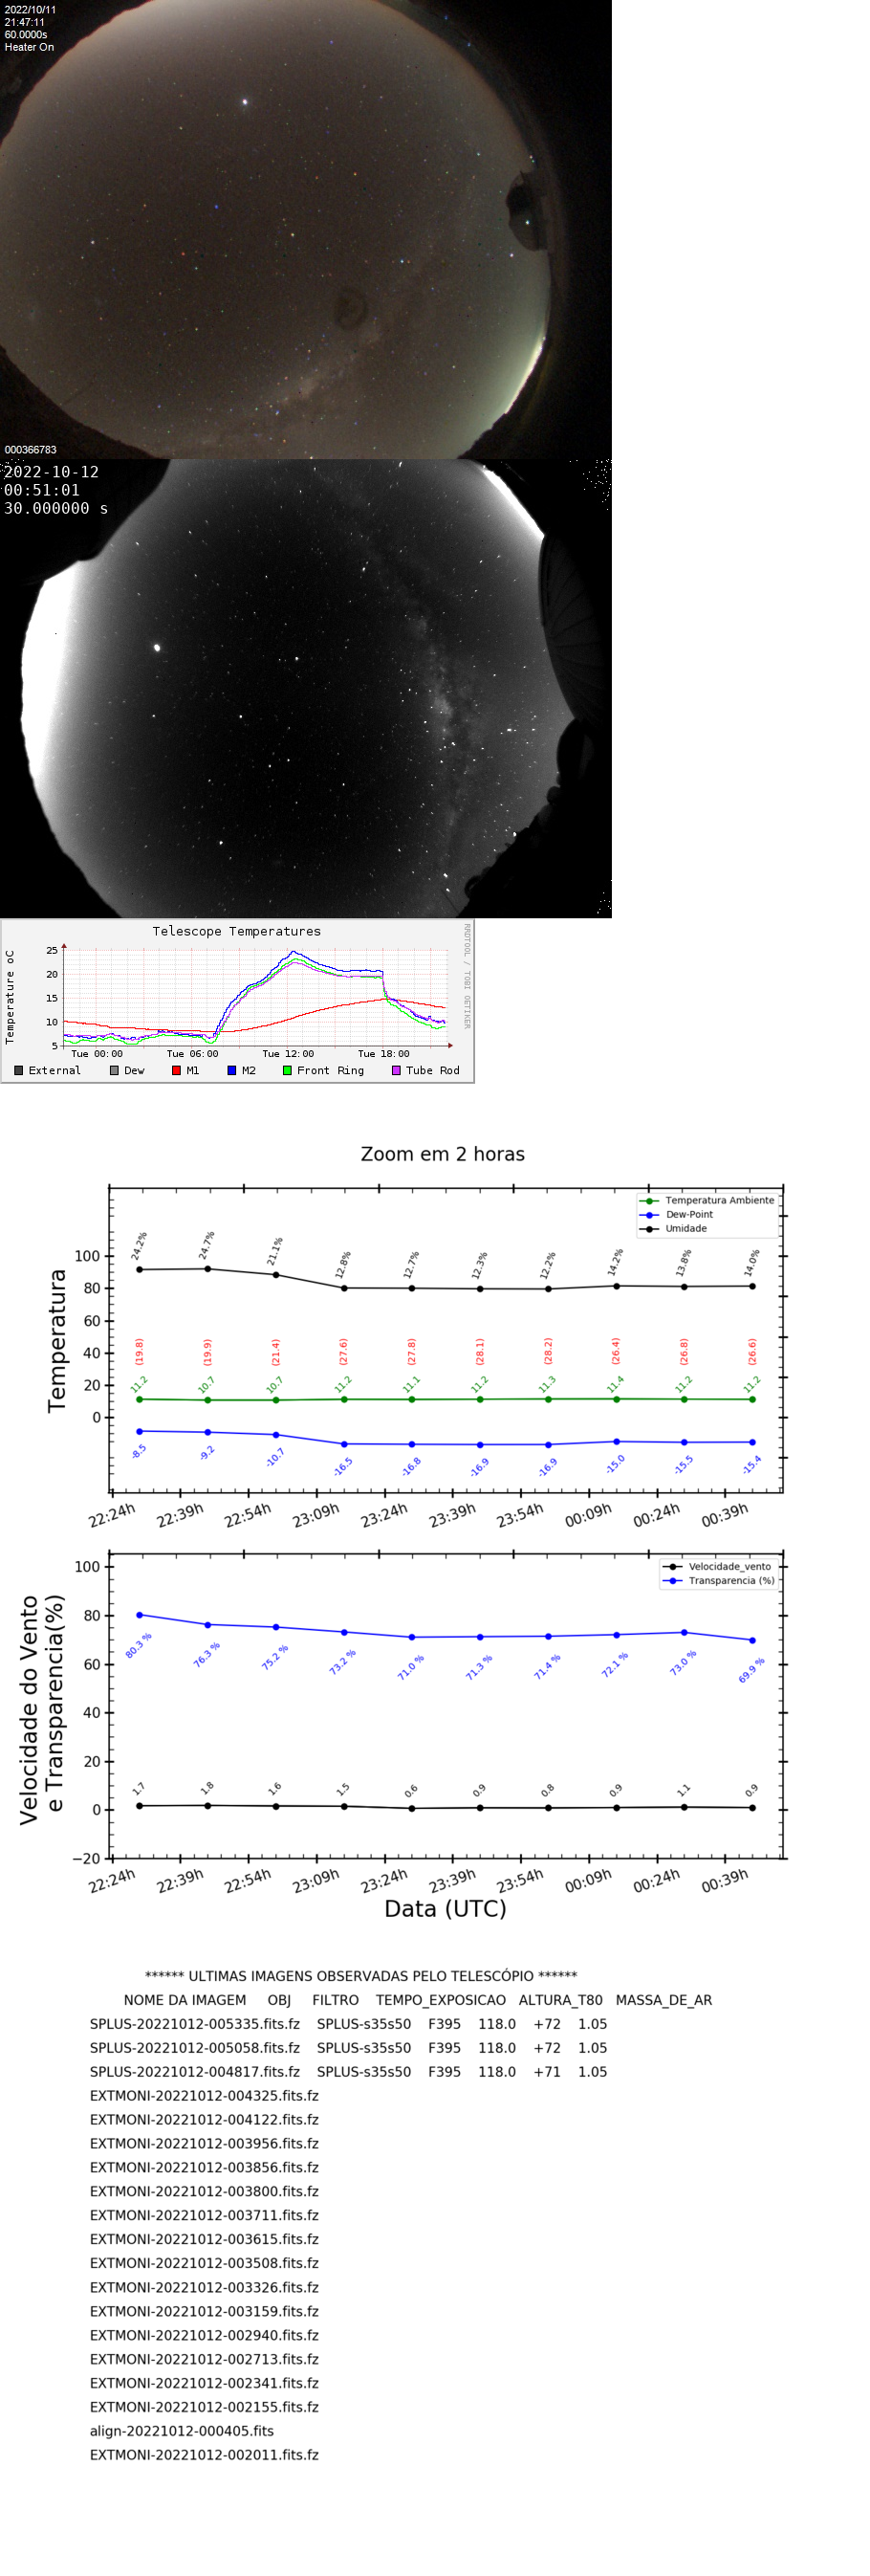 2022/10/11
21:47:11
60.0000s
Heater On
000366783
2022-10-12
00:51:01
30.000000 s
Telescope Temperatures
RRDTOOL / TOBI OETIKER
Temperature oC
25
20
15
10
5
Tue 00:00 Tue 06:00 Tue 12:00 Tue 18:00
External Dew M1 M2 Front Ring Tube Rod
Zoom em 2 horas
Temperatura Ambiente
Dew-Point
Umidade
Temperatura
100
80
60
40
20
0
24.2% 24.7% 21.1% 12.8% 12.7% 12.3% 12.2% 14.2% 13.8% 14.0%
(19.8) (19.9) (21.4) (27.6) (27.8) (28.1) (28.2) (26.4) (26.8) (26.6)
11.2 10.7 10.7 11.2 11.1 11.2 11.3 11.4 11.2 11.2
-8.5 -9.2 -10.7 -16.5 -16.8 -16.9 -16.9 -15.0 -15.5 -15.4
22:24h 22:39h 22:54h 23:09h 23:24h 23:39h 23:54h 00:09h 00:24h 00:39h
Velocidade_vento
Transparencia (%)
Velocidade do Vento
e Transparencia(%)
100
80
60
40
20
0
−20
80.3 % 76.3 % 75.2 % 73.2 % 71.0 % 71.3 % 71.4 % 72.1 % 73.0 % 69.9 %
1.7 1.8 1.6 1.5 0.6 0.9 0.8 0.9 1.1 0.9
22:24h 22:39h 22:54h 23:09h 23:24h 23:39h 23:54h 00:09h 00:24h 00:39h
Data (UTC)
****** ULTIMAS IMAGENS OBSERVADAS PELO TELESCÓPIO ******
NOME DA IMAGEM OBJ FILTRO TEMPO_EXPOSICAO ALTURA_T80 MASSA_DE_AR
SPLUS-20221012-005335.fits.fz SPLUS-s35s50 F395 118.0 +72 1.05
SPLUS-20221012-005058.fits.fz SPLUS-s35s50 F395 118.0 +72 1.05
SPLUS-20221012-004817.fits.fz SPLUS-s35s50 F395 118.0 +71 1.05
EXTMONI-20221012-004325.fits.fz
EXTMONI-20221012-004122.fits.fz
EXTMONI-20221012-003956.fits.fz
EXTMONI-20221012-003856.fits.fz
EXTMONI-20221012-003800.fits.fz
EXTMONI-20221012-003711.fits.fz
EXTMONI-20221012-003615.fits.fz
EXTMONI-20221012-003508.fits.fz
EXTMONI-20221012-003326.fits.fz
EXTMONI-20221012-003159.fits.fz
EXTMONI-20221012-002940.fits.fz
EXTMONI-20221012-002713.fits.fz
EXTMONI-20221012-002341.fits.fz
EXTMONI-20221012-002155.fits.fz
align-20221012-000405.fits
EXTMONI-20221012-002011.fits.fz